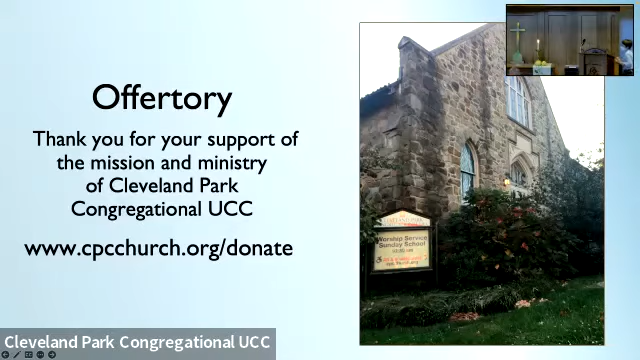 Offertory
Thank you for your support of
the mission and ministry
of Cleveland Park
Congregational UCC
www.cpcchurch.org/donate
Worship Service
Sunday School
Cleveland Park Congregational UCC